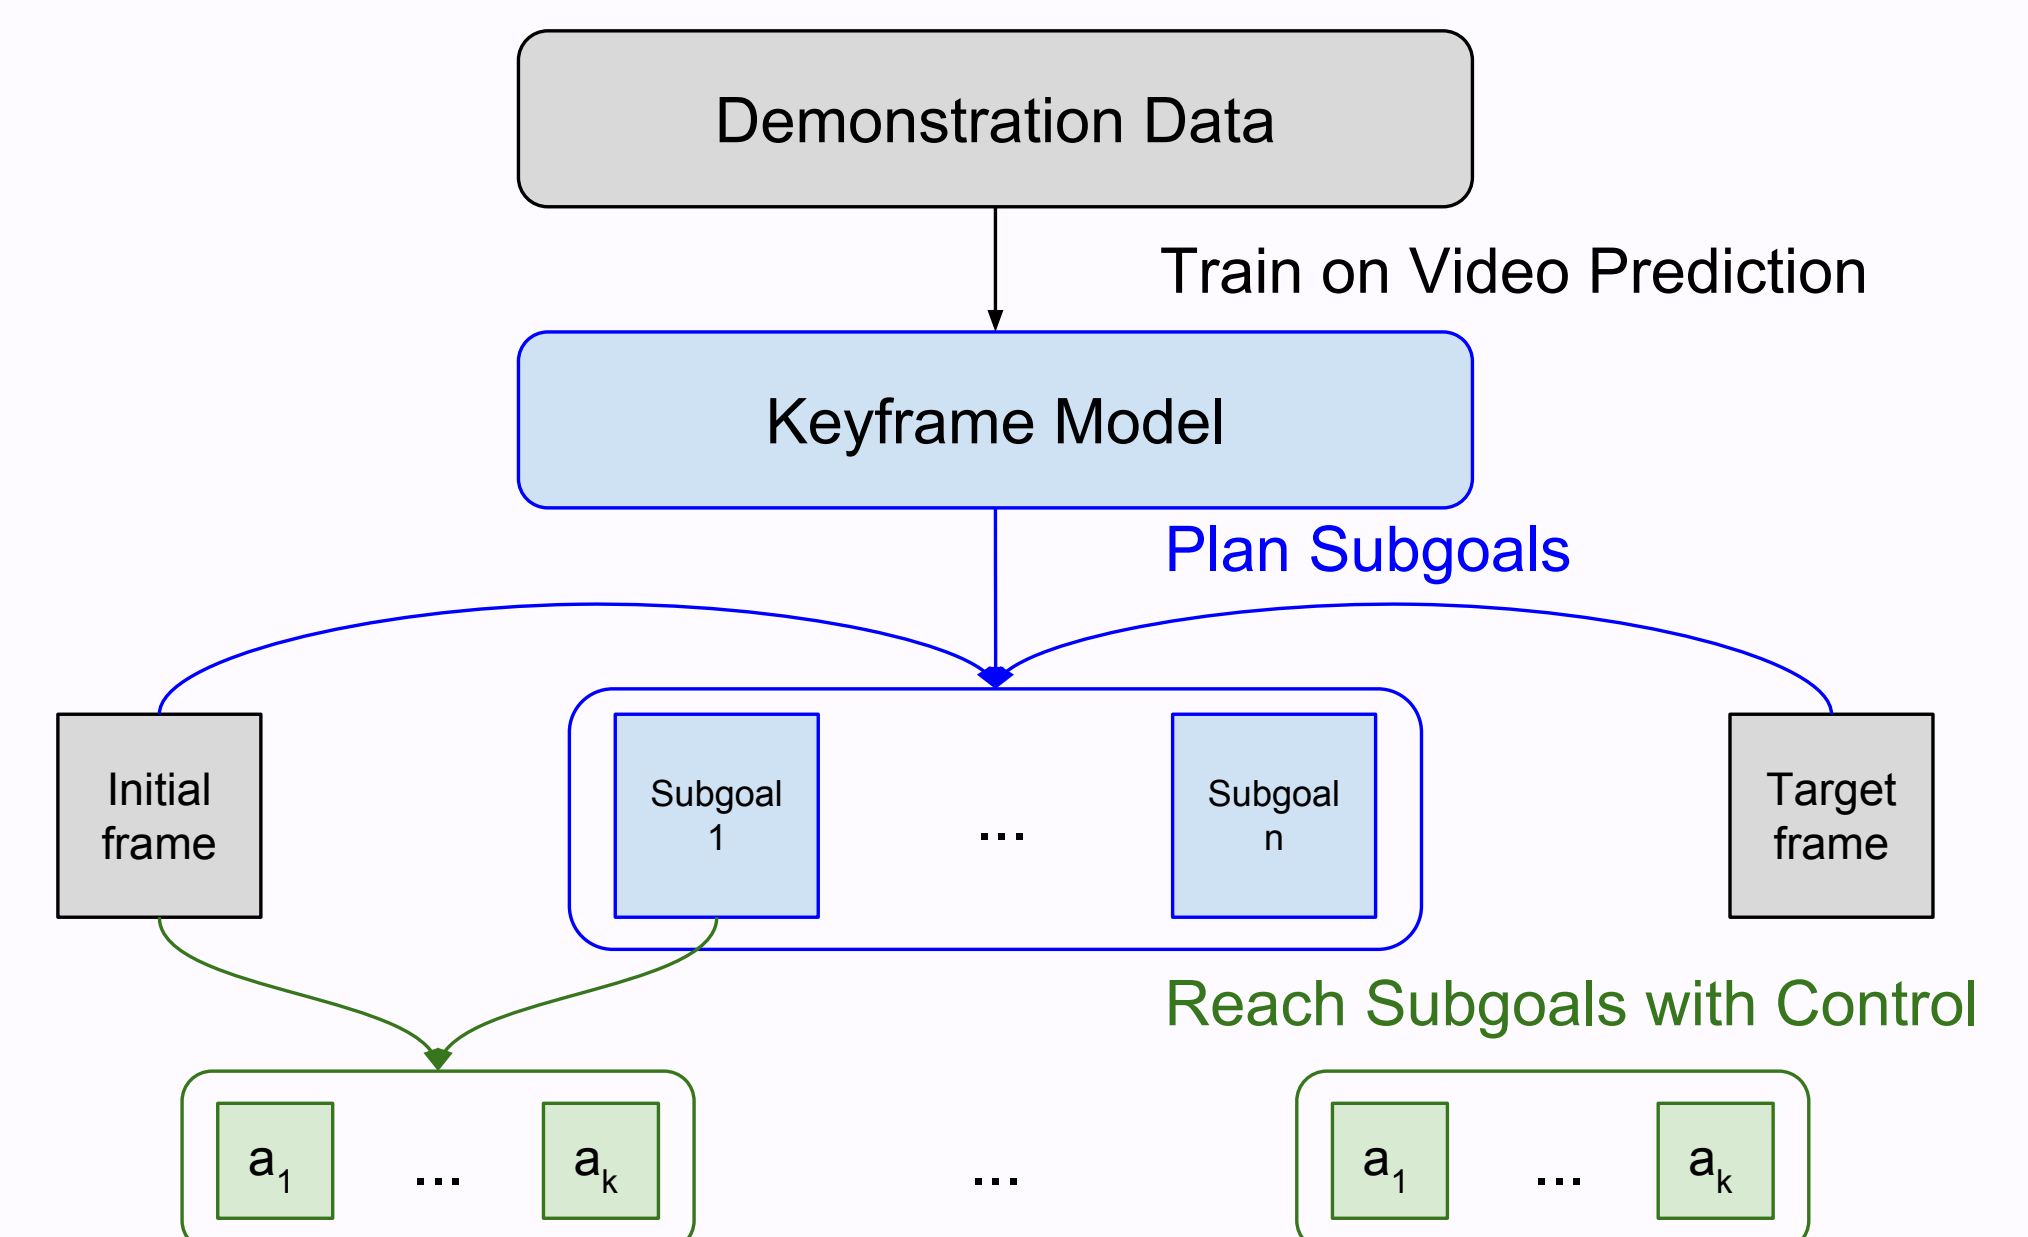 Demonstration Data
Train on Video Prediction
Keyframe Model
Plan Subgoals
Initial
frame
Subgoal
1
...
Subgoal
n
Target
frame
Reach Subgoals with Control
a₁ ... aₖ ... a₁ ... aₖ